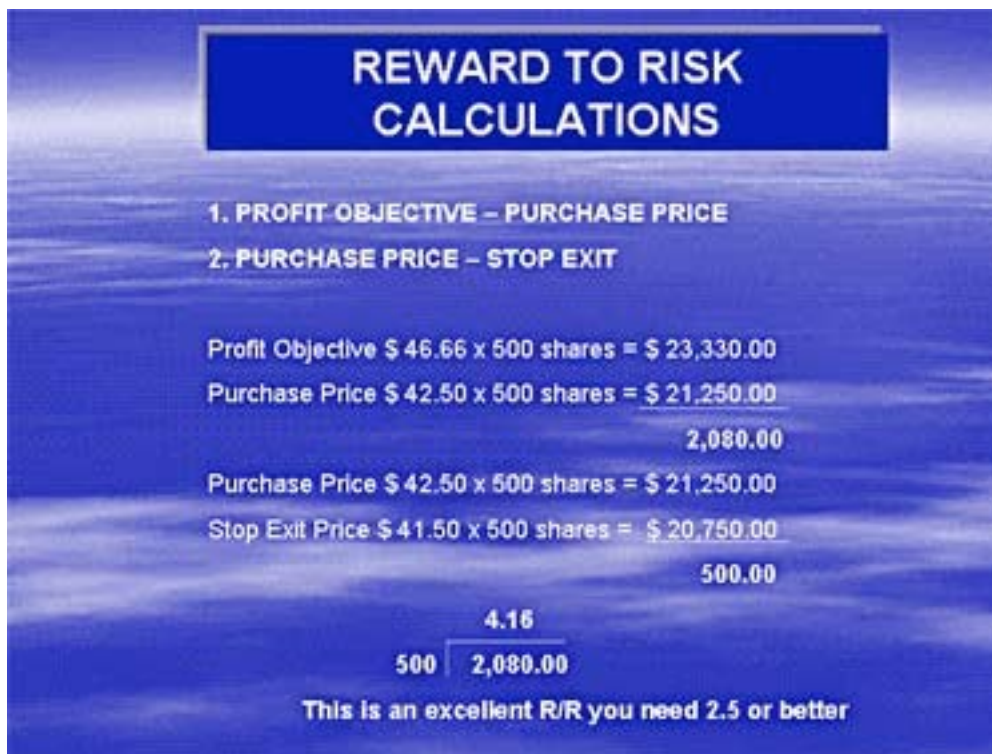 REWARD TO RISK
CALCULATIONS
1. PROFIT OBJECTIVE – PURCHASE PRICE
2. PURCHASE PRICE – STOP EXIT
Profit Objective $ 46.66 x 500 shares = $ 23,330.00
Purchase Price $ 42.50 x 500 shares = $ 21,250.00
2,080.00
Purchase Price $ 42.50 x 500 shares = $ 21,250.00
Stop Exit Price $ 41.50 x 500 shares = $ 20,750.00
500.00
4.16
500 2,080.00
This is an excellent R/R you need 2.5 or better